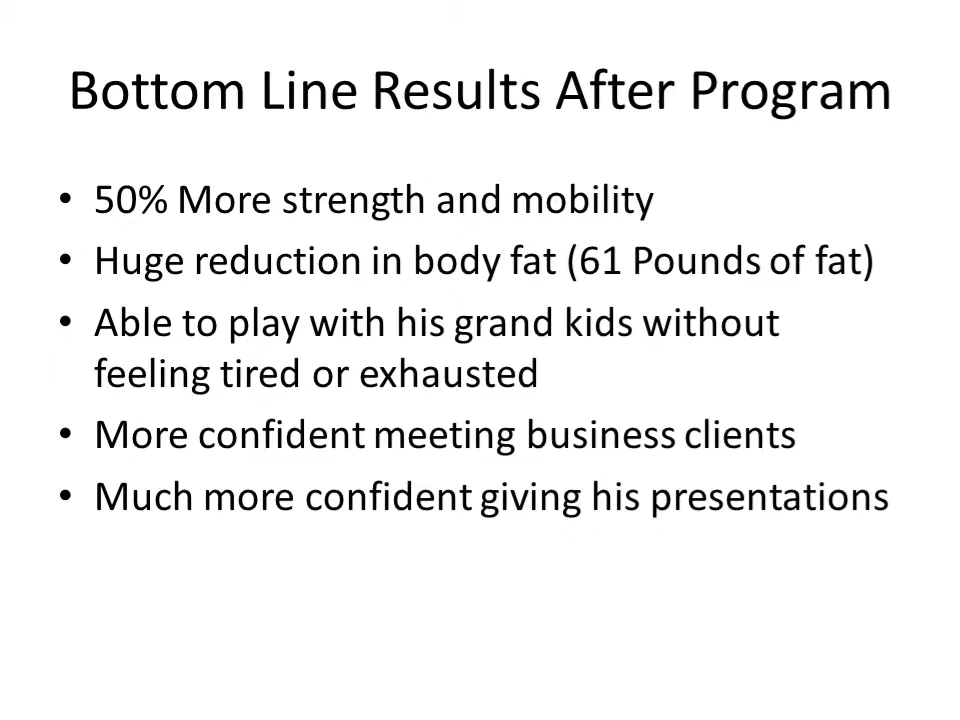 Bottom Line Results After Program
• 50% More strength and mobility
• Huge reduction in body fat (61 Pounds of fat)
• Able to play with his grand kids without
feeling tired or exhausted
• More confident meeting business clients
• Much more confident giving his presentations